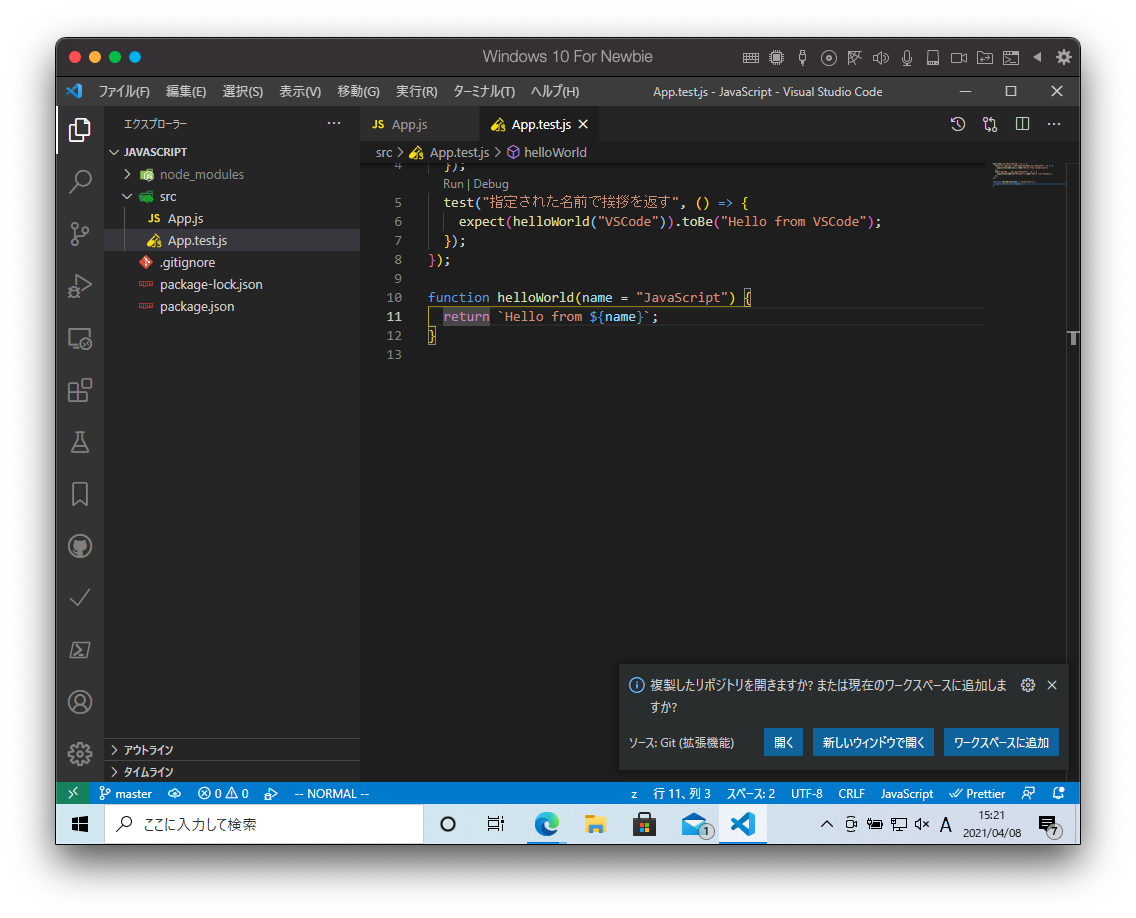 Windows 10 For Newbie
ファイル(F) 編集(E) 選択(S) 表示(V) 移動(G) 実行(R) ターミナル(T) ヘルプ(H) App.test.js - JavaScript - Visual Studio Code
エクスプローラー
JAVASCRIPT
node_modules
src
JS App.js
App.test.js
.gitignore
package-lock.json
package.json
アウトライン
タイムライン
JS App.js App.test.js
src > App.test.js > helloWorld
4 });
Run | Debug
5 test("指定された名前で挨拶を返す", () => {
6 expect(helloWorld("VSCode")).toBe("Hello from VSCode");
7 });
8 });
9
10 function helloWorld(name = "JavaScript") {
11 return `Hello from ${name}`;
12 }
13
複製したリポジトリを開きますか? または現在のワークスペースに追加しま
すか?
ソース: Git (拡張機能) 開く 新しいウィンドウで開く ワークスペースに追加
master 0 0 -- NORMAL -- z 行 11、列 3 スペース: 2 UTF-8 CRLF JavaScript Prettier
ここに入力して検索
1
A
15:21
2021/04/08
7